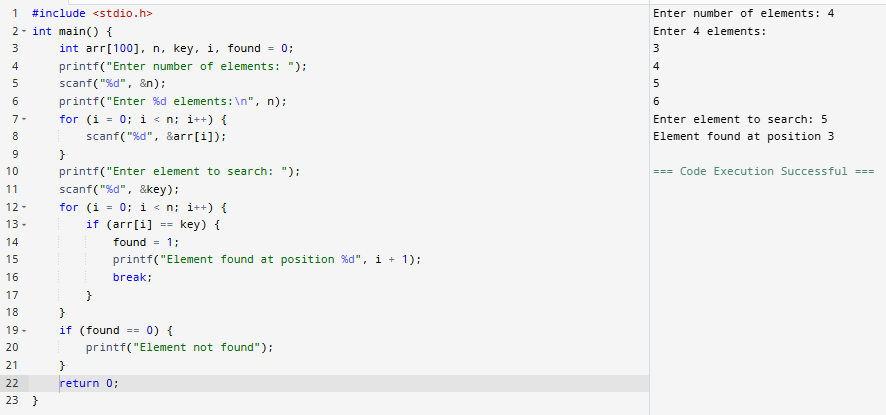 1 #include <stdio.h>
2 int main() {
3     int arr[100], n, key, i, found = 0;
4     printf("Enter number of elements: ");
5     scanf("%d", &n);
6     printf("Enter %d elements:\n", n);
7     for (i = 0; i < n; i++) {
8         scanf("%d", &arr[i]);
9     }
10     printf("Enter element to search: ");
11     scanf("%d", &key);
12     for (i = 0; i < n; i++) {
13         if (arr[i] == key) {
14             found = 1;
15             printf("Element found at position %d", i + 1);
16             break;
17         }
18     }
19     if (found == 0) {
20         printf("Element not found");
21     }
22     return 0;
23 }
Enter number of elements: 4
Enter 4 elements:
3
4
5
6
Enter element to search: 5
Element found at position 3
=== Code Execution Successful ===